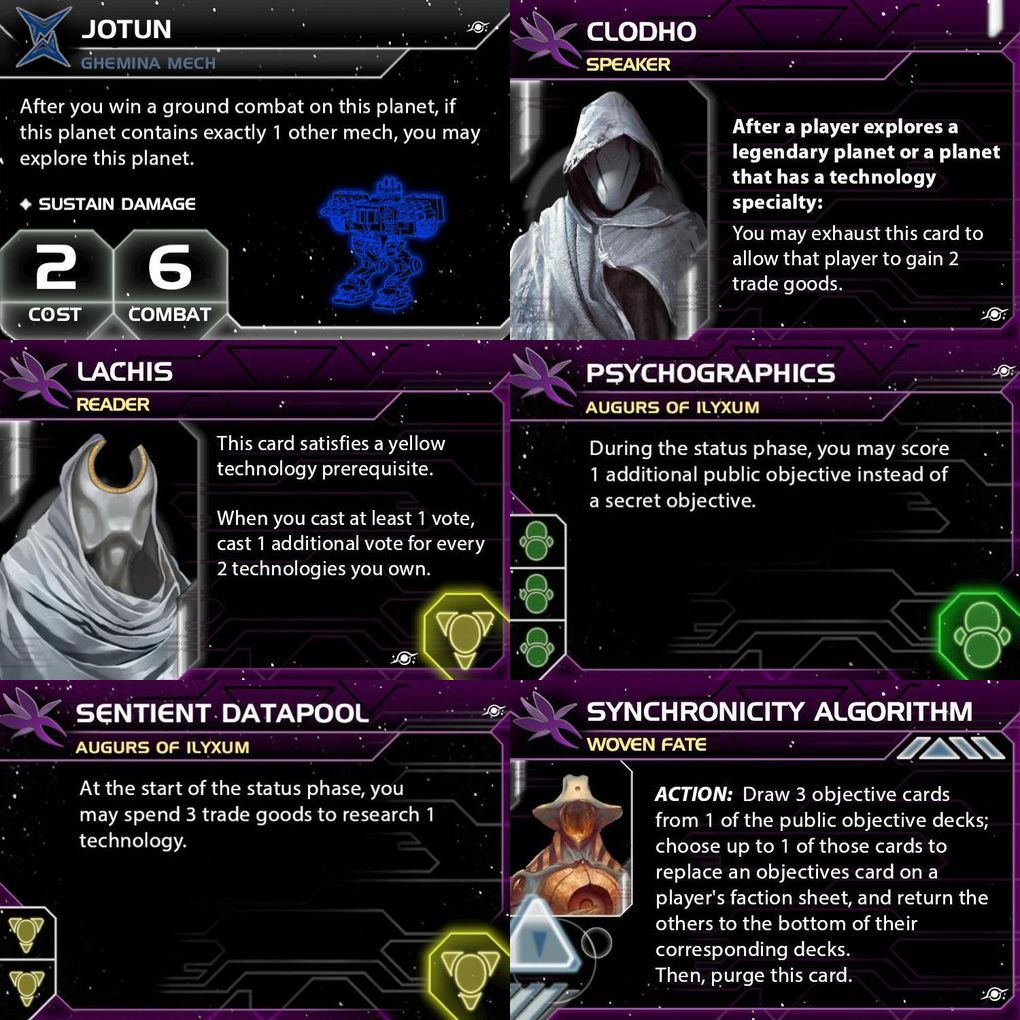 JOTUN
GHEMINA MECH
After you win a ground combat on this planet, if
this planet contains exactly 1 other mech, you may
explore this planet.
◆ SUSTAIN DAMAGE
2
COST
6
COMBAT
CLODHO
SPEAKER
After a player explores a
legendary planet or a planet
that has a technology
specialty:
You may exhaust this card to
allow that player to gain 2
trade goods.
LACHIS
READER
This card satisfies a yellow
technology prerequisite.
When you cast at least 1 vote,
cast 1 additional vote for every
2 technologies you own.
PSYCHOGRAPHICS
AUGURS OF ILYXUM
During the status phase, you may score
1 additional public objective instead of
a secret objective.
SENTIENT DATAPOOL
AUGURS OF ILYXUM
At the start of the status phase, you
may spend 3 trade goods to research 1
technology.
SYNCHRONICITY ALGORITHM
WOVEN FATE
ACTION: Draw 3 objective cards
from 1 of the public objective decks;
choose up to 1 of those cards to
replace an objectives card on a
player's faction sheet, and return the
others to the bottom of their
corresponding decks.
Then, purge this card.